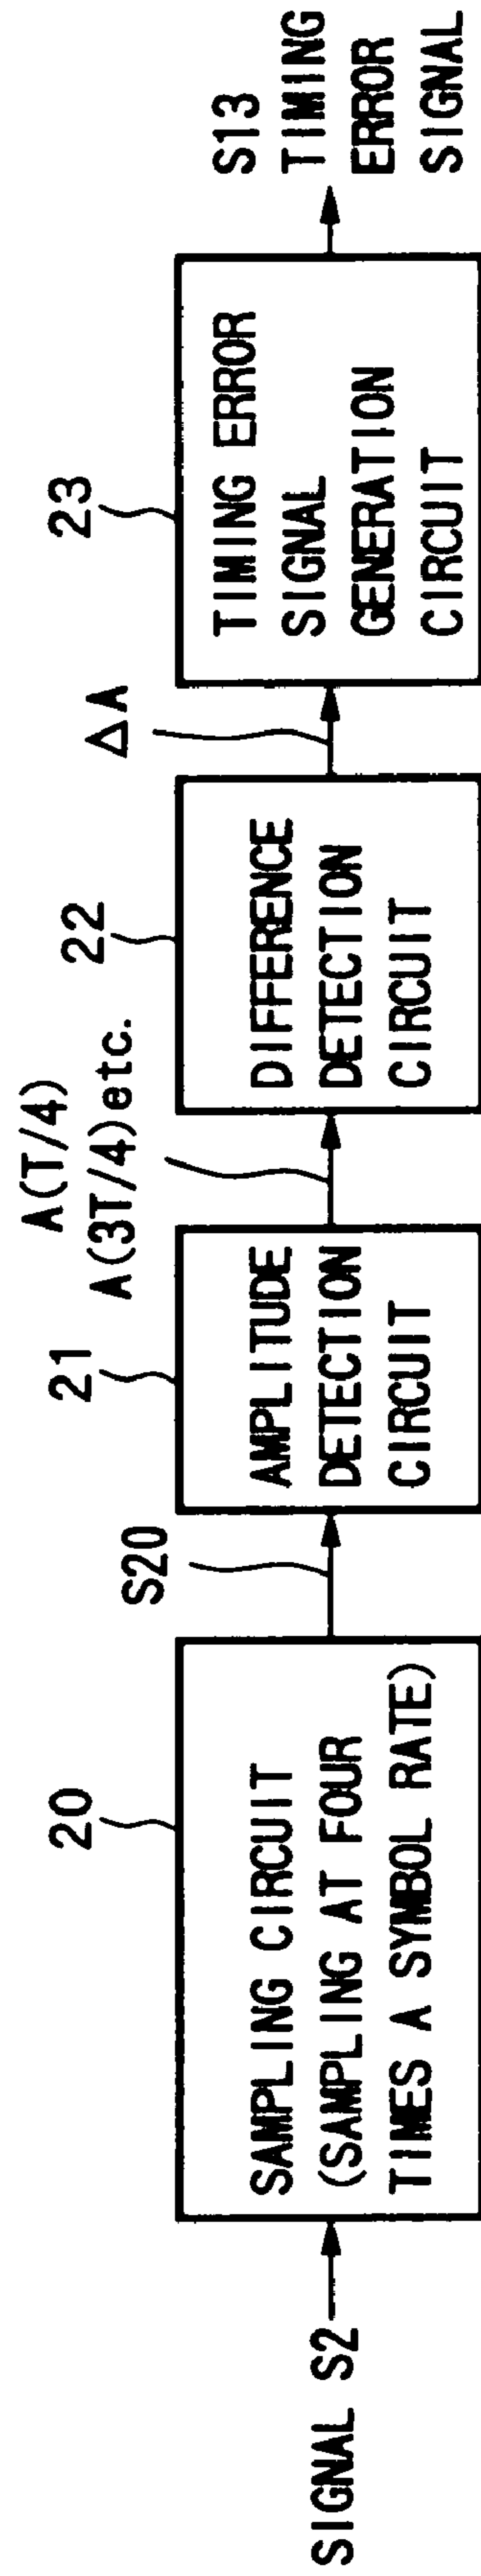 SIGNAL S2
20
SAMPLING CIRCUIT
(SAMPLING AT FOUR
TIMES A SYMBOL RATE)
S20
21
AMPLITUDE
DETECTION
CIRCUIT
A(T/4)
A(3T/4)etc.
22
DIFFERENCE
DETECTION
CIRCUIT
ΔA
23
TIMING ERROR
SIGNAL
GENERATION
CIRCUIT
S13
TIMING
ERROR
SIGNAL